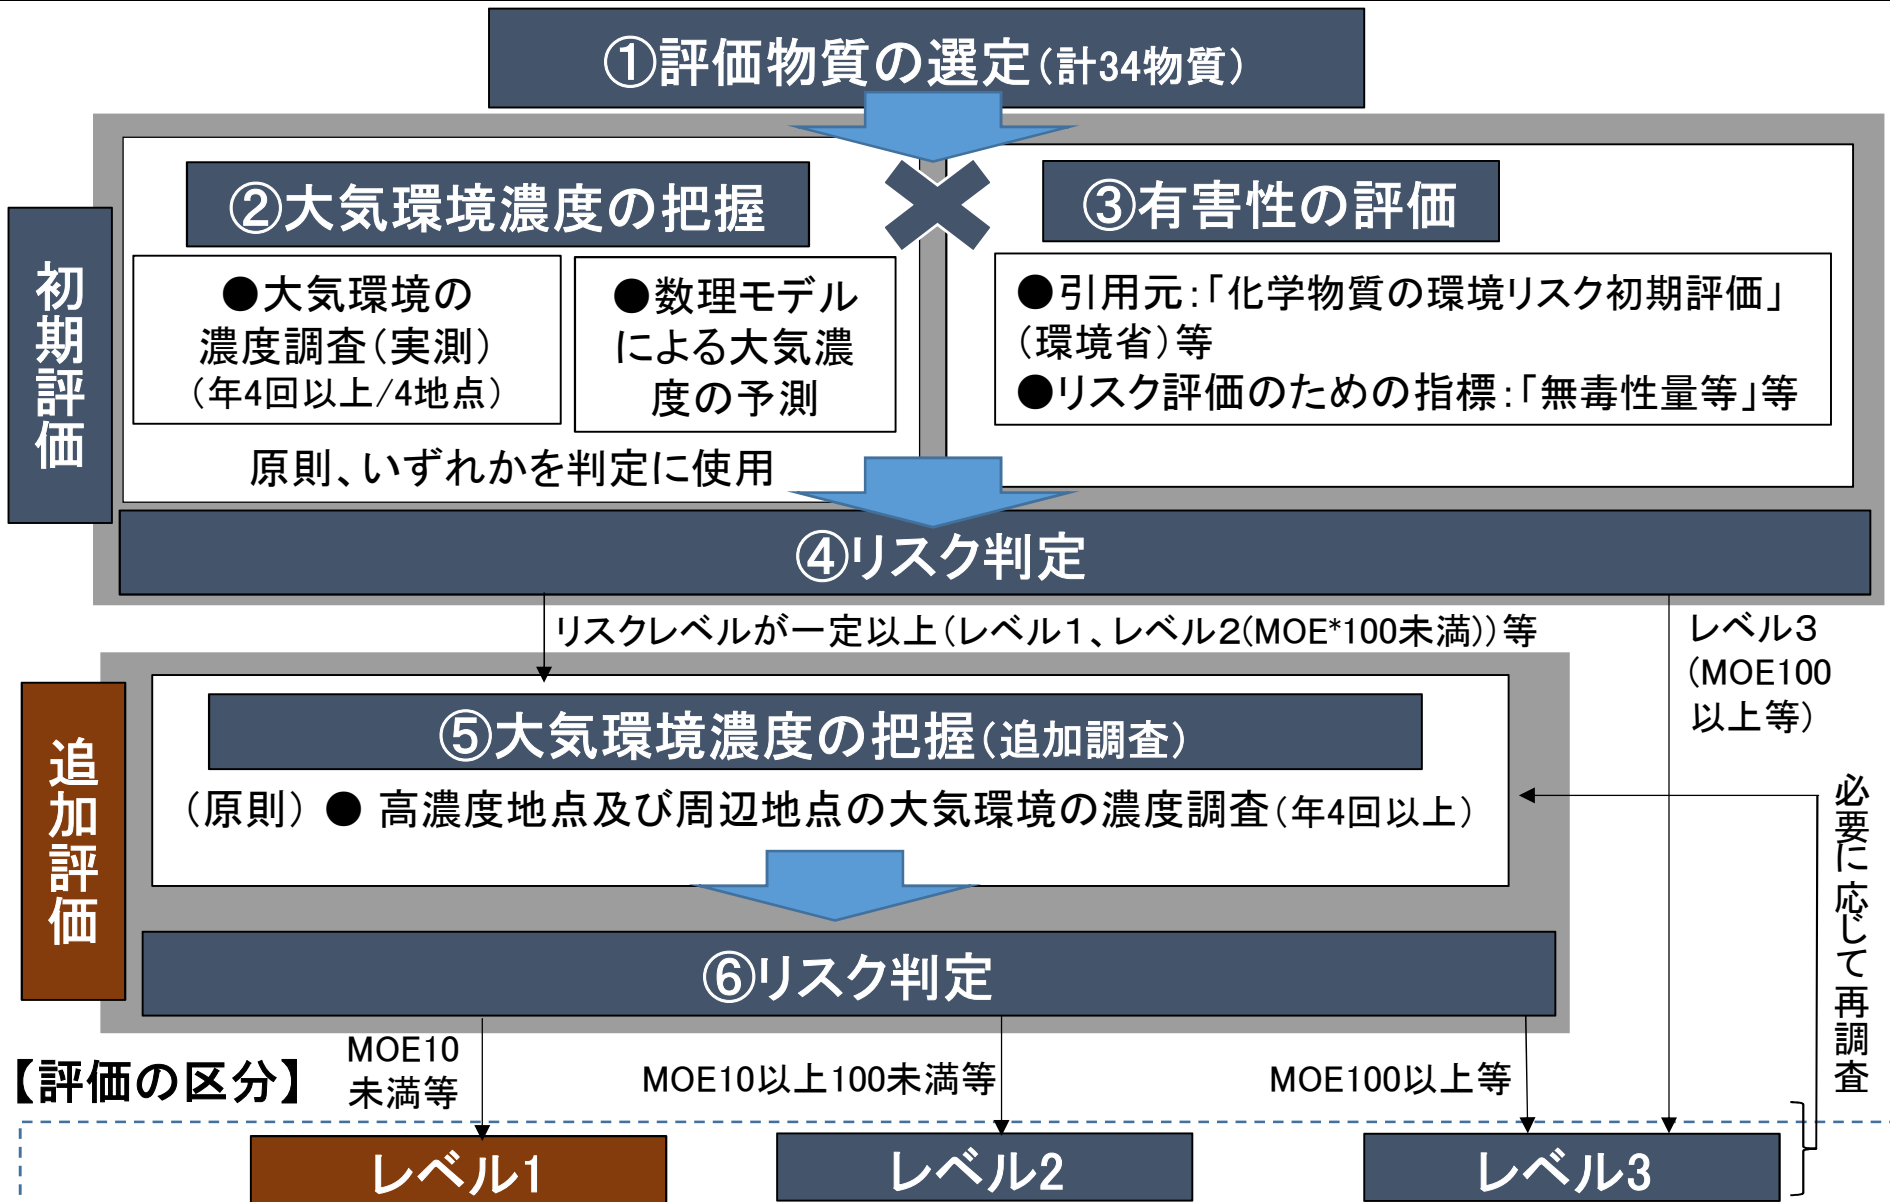 ①評価物質の選定(計34物質)
初期評価
②大気環境濃度の把握
●大気環境の
濃度調査(実測)
(年4回以上/4地点)
●数理モデル
による大気濃
度の予測
原則、いずれかを判定に使用
③有害性の評価
●引用元:「化学物質の環境リスク初期評価」
(環境省)等
●リスク評価のための指標:「無毒性量等」等
④リスク判定
リスクレベルが一定以上(レベル1、レベル2(MOE*100未満))等
レベル3
(MOE100
以上等)
追加評価
⑤大気環境濃度の把握(追加調査)
(原則) ● 高濃度地点及び周辺地点の大気環境の濃度調査(年4回以上)
必要に応じて再調査
⑥リスク判定
【評価の区分】
MOE10
未満等
MOE10以上100未満等
MOE100以上等
レベル1
レベル2
レベル3